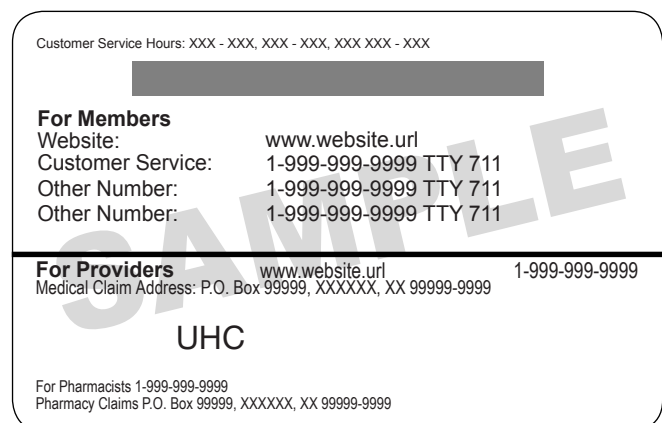 Customer Service Hours: XXX - XXX, XXX - XXX, XXX XXX - XXX
For Members
Website: www.website.url
Customer Service: 1-999-999-9999 TTY 711
Other Number: 1-999-999-9999 TTY 711
Other Number: 1-999-999-9999 TTY 711
SAMPLE
For Providers www.website.url 1-999-999-9999
Medical Claim Address: P.O. Box 99999, XXXXXX, XX 99999-9999
UHC
For Pharmacists 1-999-999-9999
Pharmacy Claims P.O. Box 99999, XXXXXX, XX 99999-9999